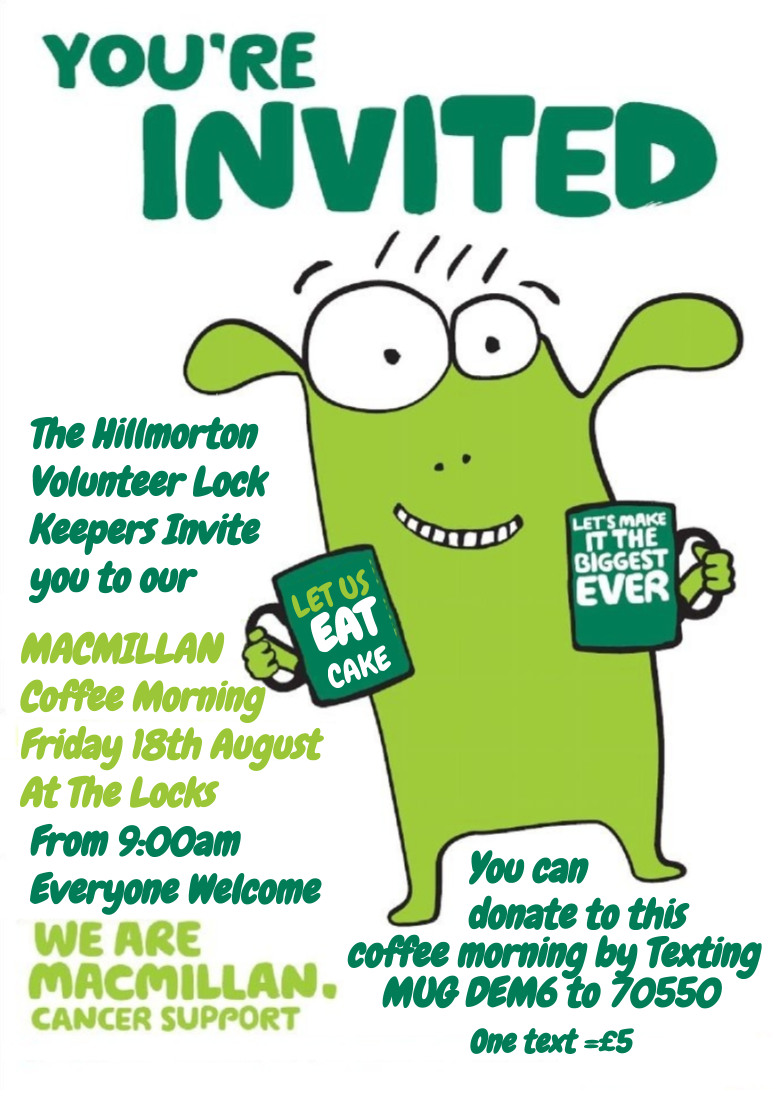 YOU'RE
INVITED
The Hillmorton
Volunteer Lock
Keepers Invite
you to our
MACMILLAN
Coffee Morning
Friday 18th August
At The Locks
From 9:00am
Everyone Welcome
LET US
EAT
CAKE
LET'S MAKE
IT THE
BIGGEST
EVER
WE ARE
MACMILLAN.
CANCER SUPPORT
You can
donate to this
coffee morning by Texting
MUG DEM6 to 70550
One text =£5